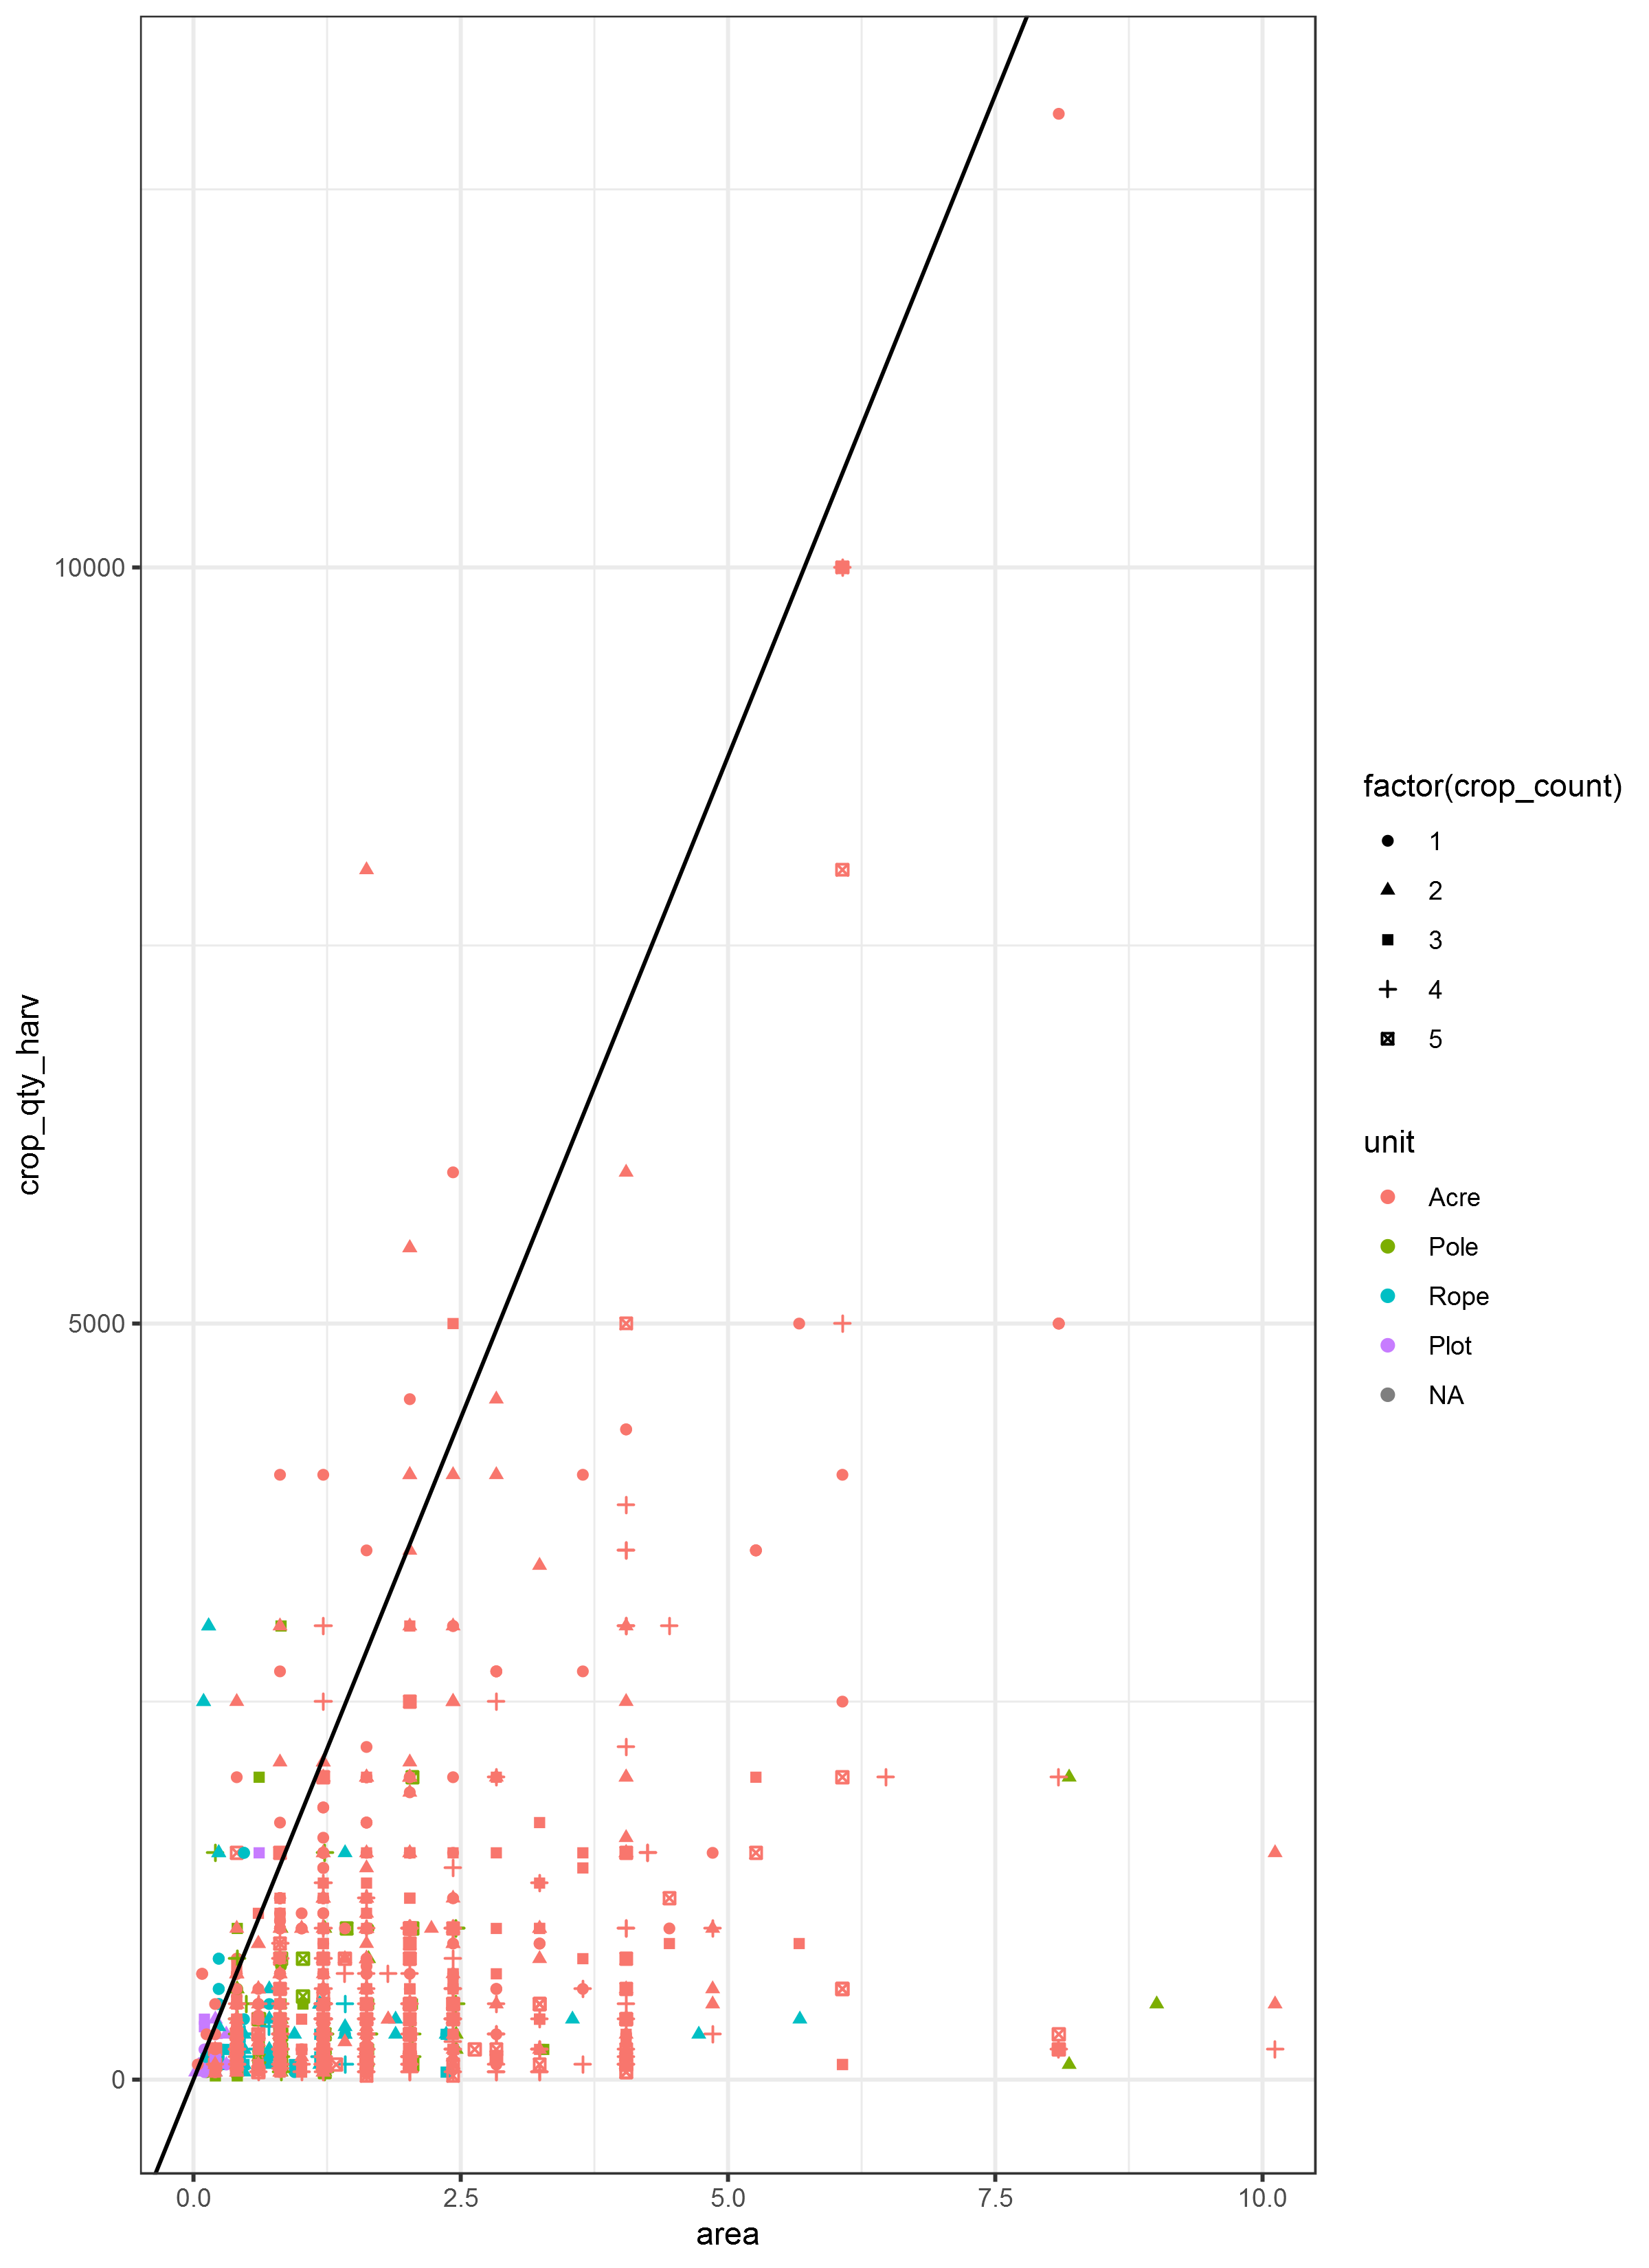 crop_qty_harv
10000
5000
0
0.0
2.5
5.0
7.5
10.0
area
factor(crop_count)
1
2
3
4
5
unit
Acre
Pole
Rope
Plot
NA